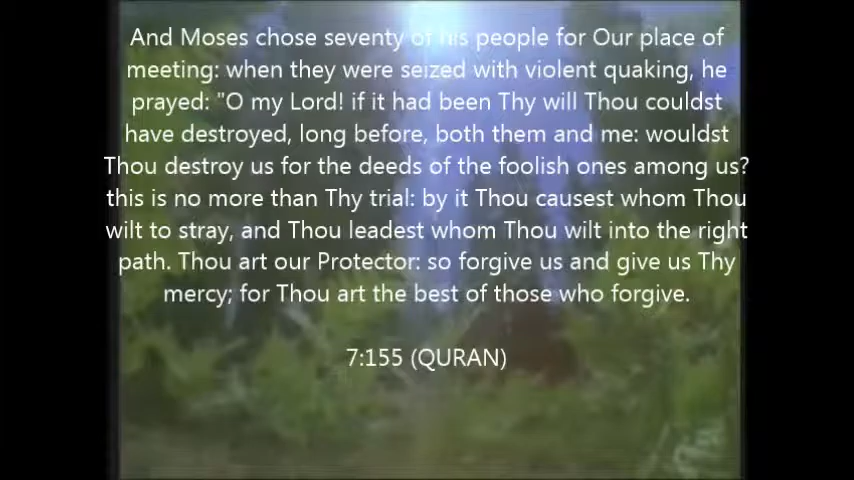 And Moses chose seventy of his people for Our place of
meeting: when they were seized with violent quaking, he
prayed: "O my Lord! if it had been Thy will Thou couldst
have destroyed, long before, both them and me: wouldst
Thou destroy us for the deeds of the foolish ones among us?
this is no more than Thy trial: by it Thou causest whom Thou
wilt to stray, and Thou leadest whom Thou wilt into the right
path. Thou art our Protector: so forgive us and give us Thy
mercy; for Thou art the best of those who forgive.
7:155 (QURAN)